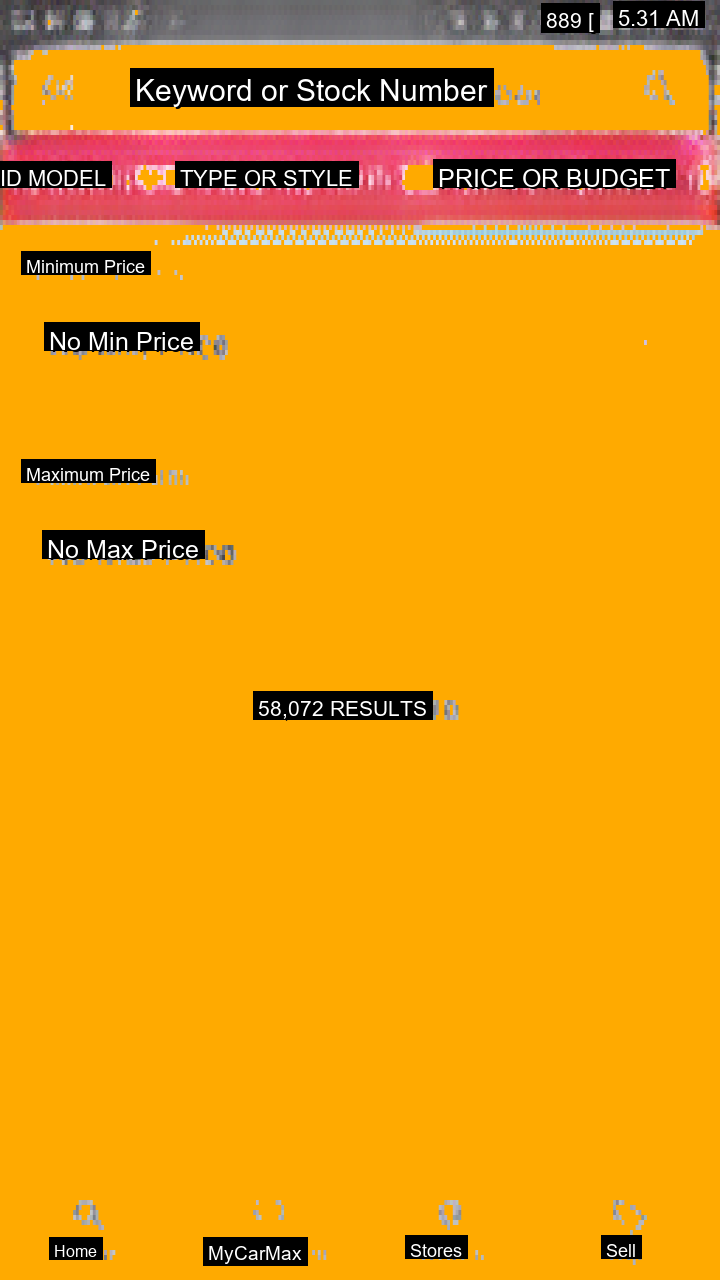 889 [ 5.31 AM
Keyword or Stock Number
ID MODEL TYPE OR STYLE PRICE OR BUDGET
Minimum Price
No Min Price
Maximum Price
No Max Price
58,072 RESULTS
Home MyCarMax Stores Sell